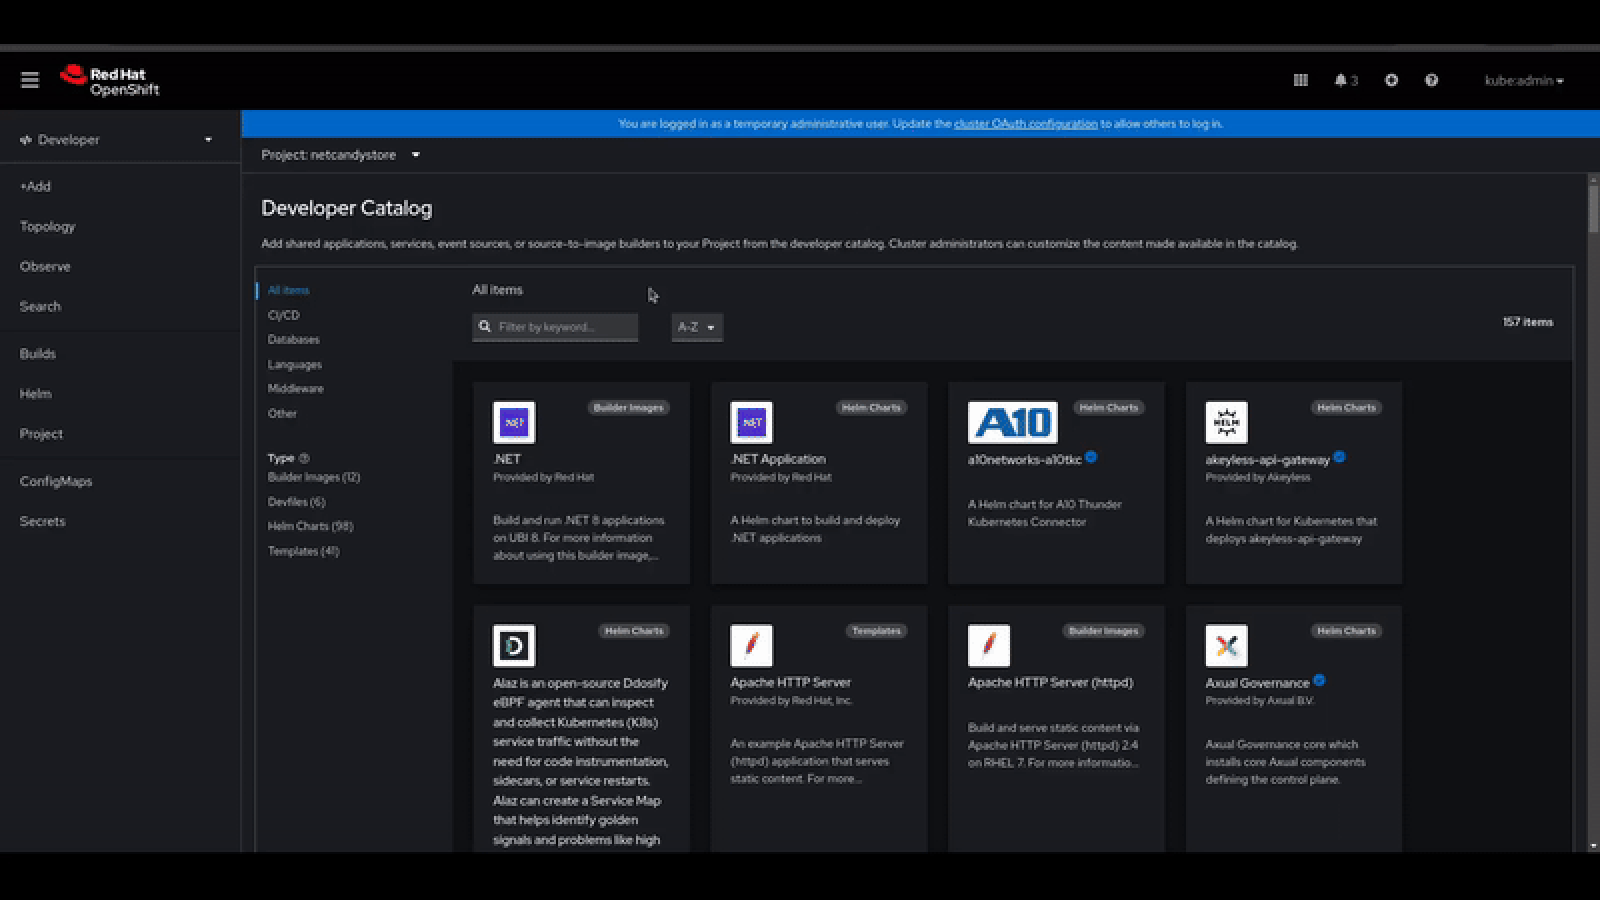 Red Hat
OpenShift
3
kube:admin
You are logged in as a temporary administrative user. Update the cluster OAuth configuration to allow others to log in.
Developer
Project: netcandystore
+Add
Topology
Observe
Search
Builds
Helm
Project
ConfigMaps
Secrets
Developer Catalog
Add shared applications, services, event sources, or source-to-image builders to your Project from the developer catalog. Cluster administrators can customize the content made available in the catalog.
All items
CI/CD
Databases
Languages
Middleware
Other
Type
Builder Images (12)
Devfiles (6)
Helm Charts (98)
Templates (41)
All items
Filter by keyword...
A-Z
157 items
Builder Images
.NET
.NET
Provided by Red Hat
Build and run .NET 8 applications
on UBI 8. For more information
about using this builder image,...
Helm Charts
.NET
.NET Application
Provided by Red Hat
A Helm chart to build and deploy
.NET applications
A10
Helm Charts
a10networks-a10tkc
A Helm chart for A10 Thunder
Kubernetes Connector
HELM
Helm Charts
akeyless-api-gateway
Provided by Akeyless
A Helm chart for Kubernetes that
deploys akeyless-api-gateway
Helm Charts
Alaz is an open-source Ddosify
eBPF agent that can inspect
and collect Kubernetes (K8s)
service traffic without the
need for code instrumentation,
sidecars, or service restarts.
Alaz can create a Service Map
that helps identify golden
signals and problems like high
Templates
Apache HTTP Server
Provided by Red Hat, Inc.
An example Apache HTTP Server
(httpd) application that serves
static content. For more...
Builder Images
Apache HTTP Server (httpd)
Build and serve static content via
Apache HTTP Server (httpd) 2.4
on RHEL 7. For more informatio...
Helm Charts
Axual Governance
Provided by Axual B.V.
Axual Governance core which
installs core Axual components
defining the control plane.